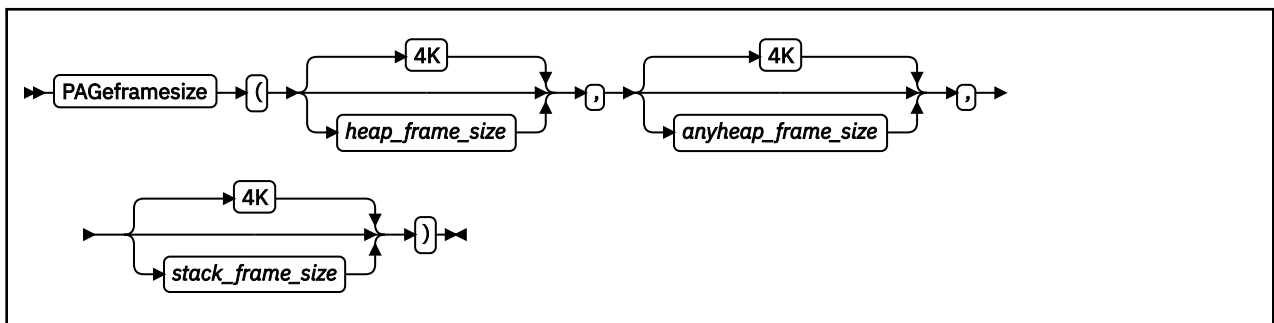 4K 4K
PAGeframesize ( , ,
heap_frame_size anyheap_frame_size
4K
)
stack_frame_size